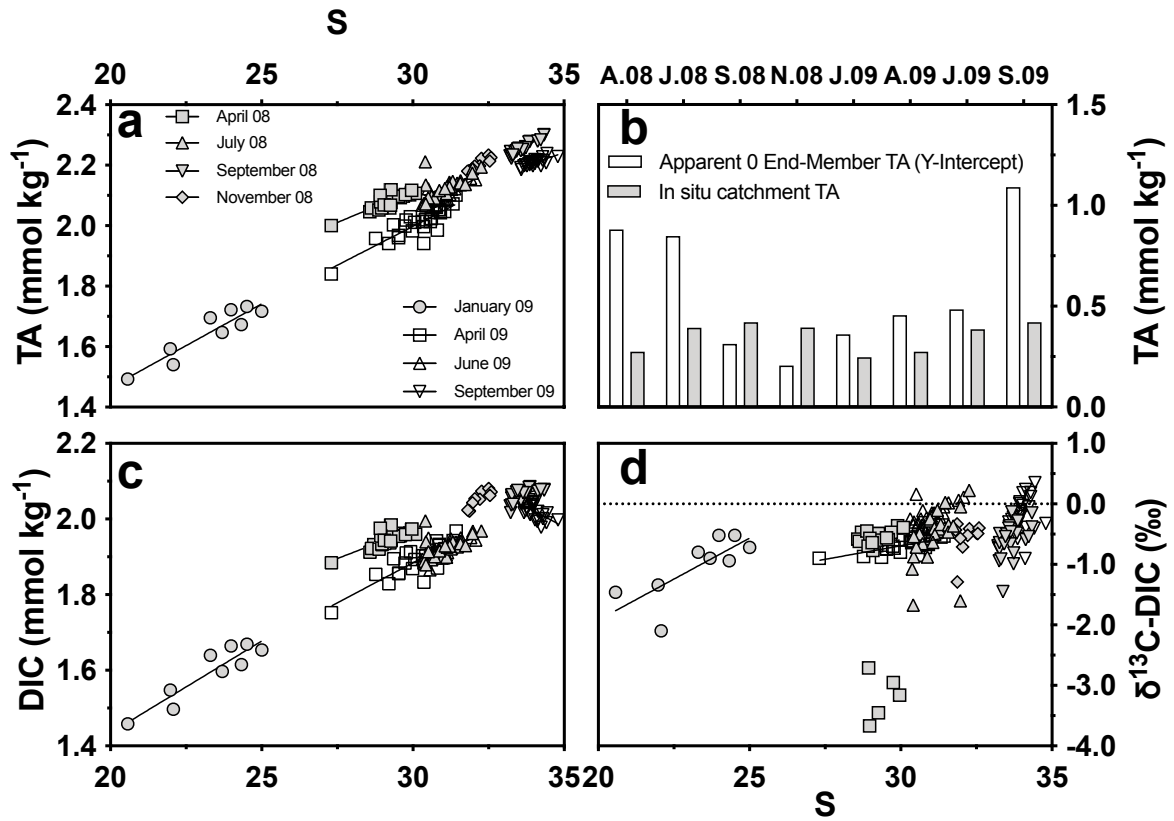 S
20 25 30 35
A.08 J.08 S.08 N.08 J.09 A.09 J.09 S.09
a
TA (mmol kg-1)
2.4
2.2
2.0
1.8
1.6
1.4
April 08
July 08
September 08
November 08
January 09
April 09
June 09
September 09
b
Apparent 0 End-Member TA (Y-Intercept)
In situ catchment TA
1.5
1.0
0.5
0.0
TA (mmol kg-1)
c
DIC (mmol kg-1)
2.2
2.0
1.8
1.6
1.4
20 25 30 35
d
1.0
0.0
-1.0
-2.0
-3.0
-4.0
δ13C-DIC (‰)
20 25 30 35
S